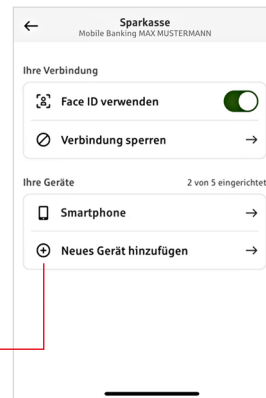 Sparkasse
Mobile Banking MAX MUSTERMANN
Ihre Verbindung
Face ID verwenden
Verbindung sperren
Ihre Geräte 2 von 5 eingerichtet
Smartphone
Neues Gerät hinzufügen